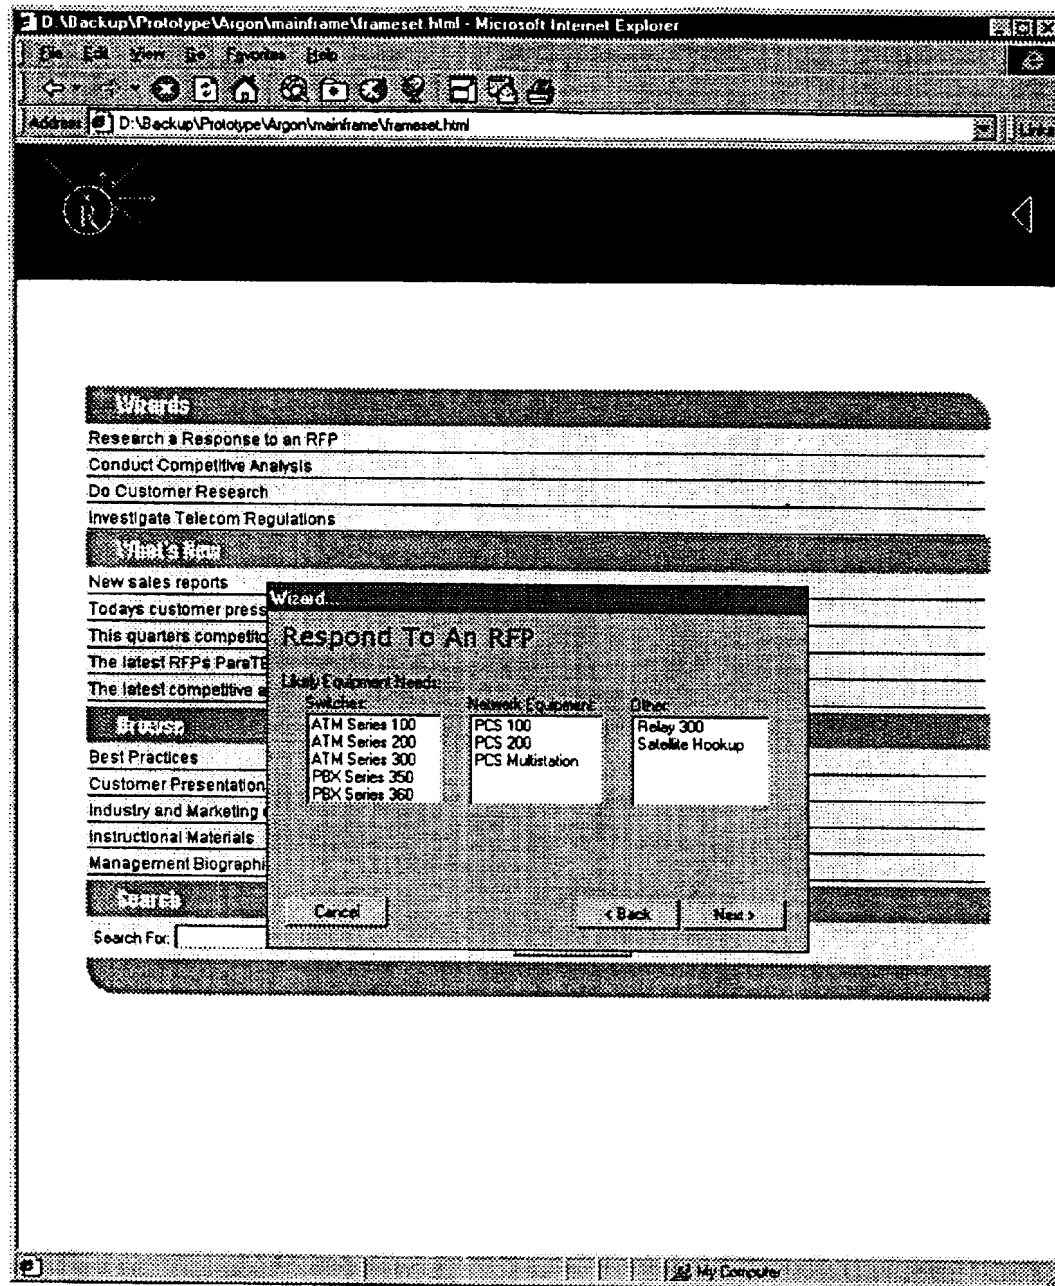 D:\Backup\Prototype\Argon\mainframe\frameset.html - Microsoft Internet Explorer
File Edit View Go Favorites Help
Address D:\Backup\Prototype\Argon\mainframe\frameset.html Links
R
Wizards
Research a Response to an RFP
Conduct Competitive Analysis
Do Customer Research
Investigate Telecom Regulations
What's New
New sales reports
Todays customer press
This quarters competito
The latest RFPs ParaTE
The latest competitive a
Browse
Best Practices
Customer Presentation
Industry and Marketing
Instructional Materials
Management Biographi
Search
Search For:
Wizard...
Respond To An RFP
Likely Equipment Needs:
Switches: Network Equipment: Other:
ATM Series 100 PCS 100 Relay 300
ATM Series 200 PCS 200 Satellite Hookup
ATM Series 300 PCS Multistation
PBX Series 350
PBX Series 360
Cancel < Back Next >
My Computer